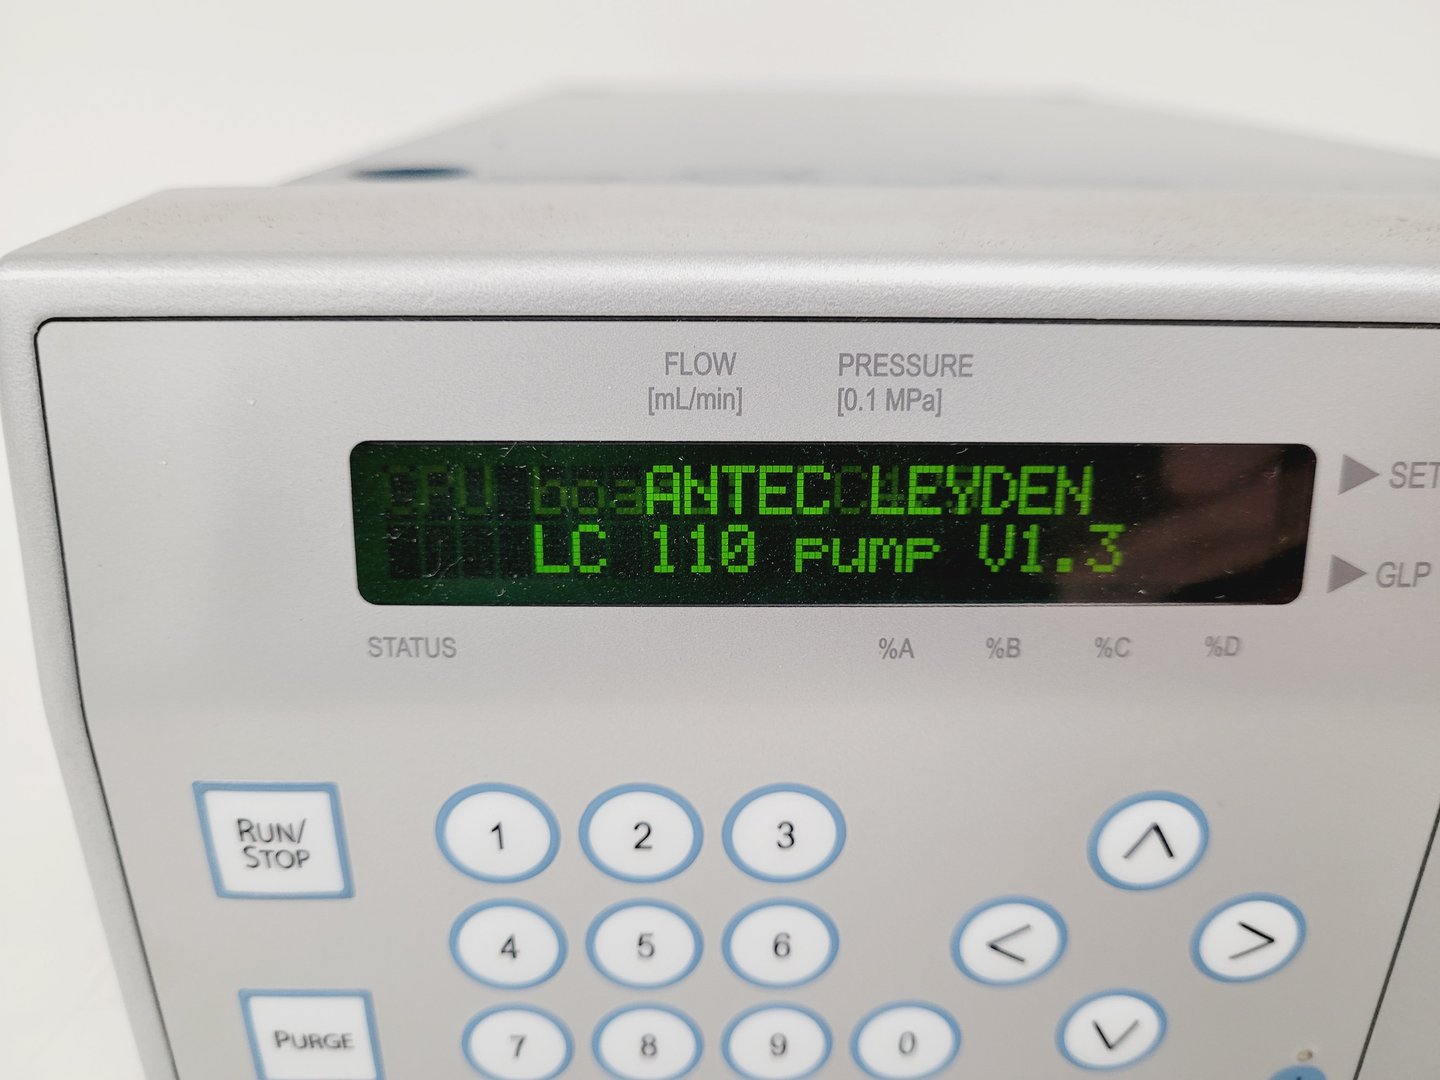 FLOW PRESSURE
[mL/min] [0.1 MPa]
ANTEC LEYDEN
LC 110 pump V1.3
SET
GLP
STATUS %A %B %C %D
RUN/
STOP
1 2 3
4 5 6
PURGE
7 8 9 0